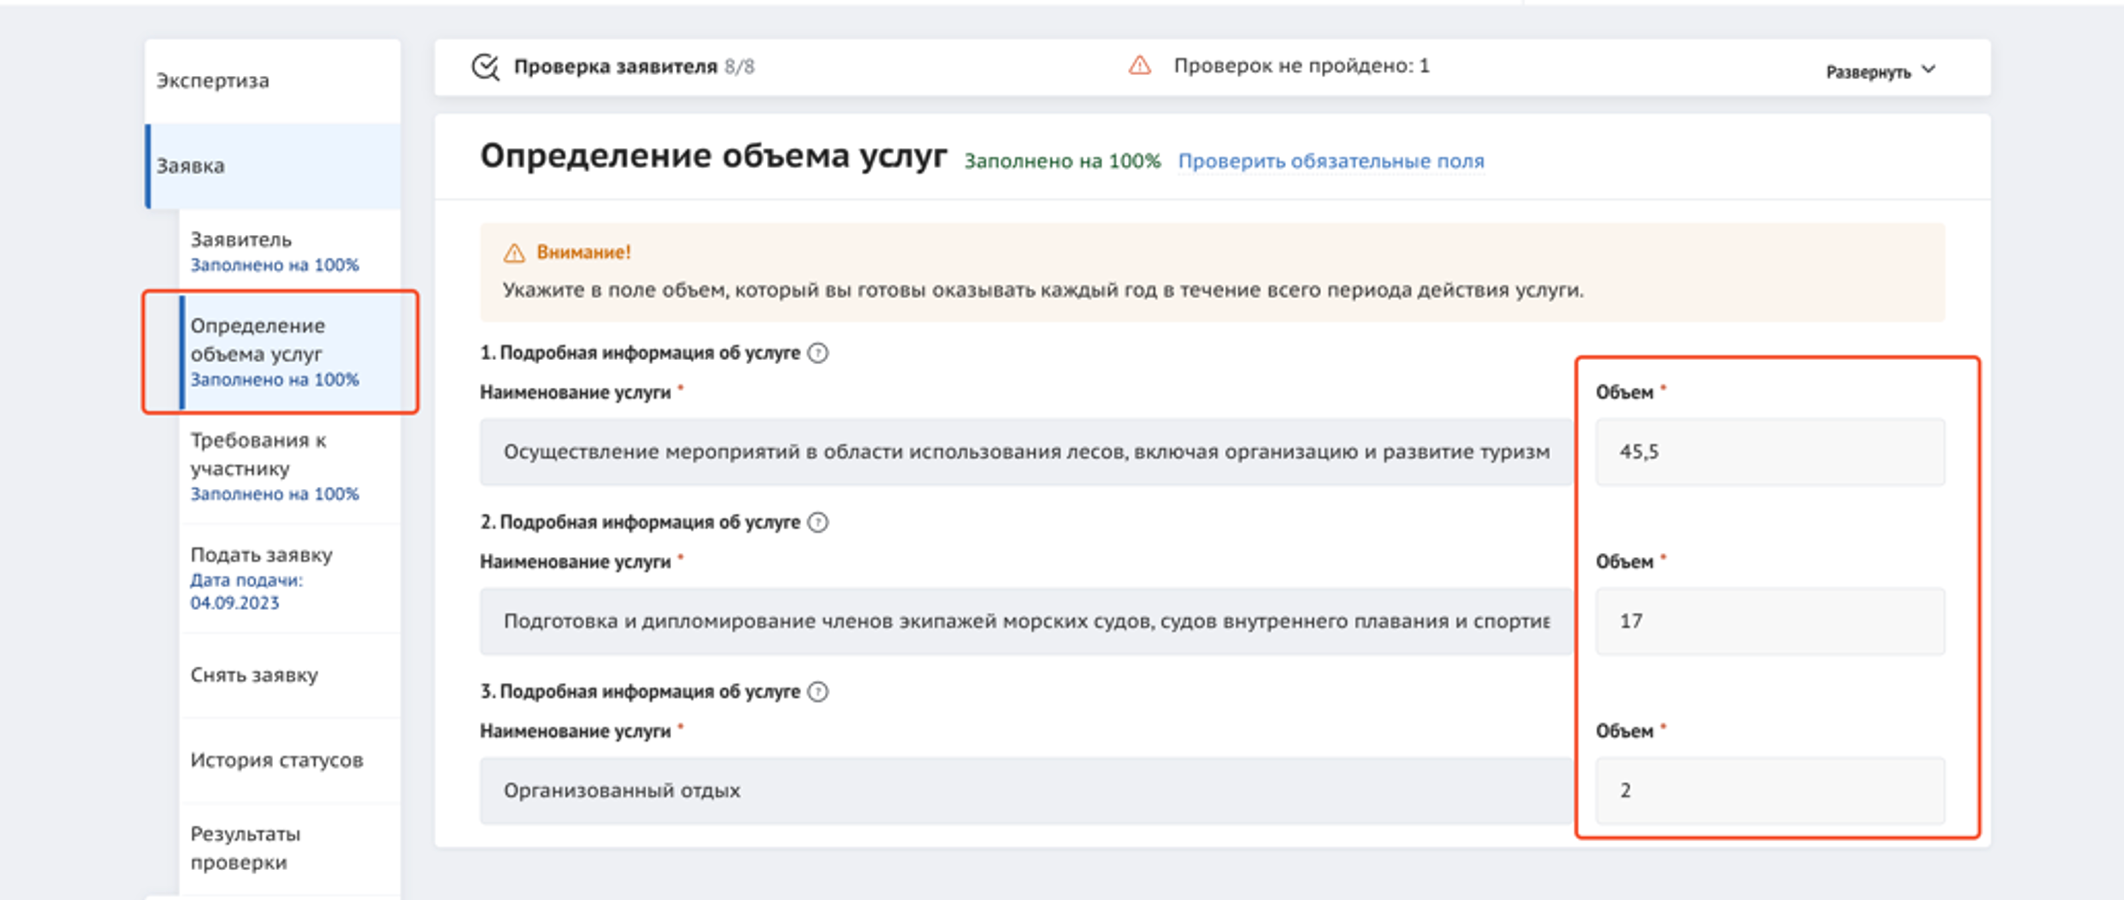 Экспертиза
Заявка
Заявитель
Заполнено на 100%
Определение
объема услуг
Заполнено на 100%
Требования к
участнику
Заполнено на 100%
Подать заявку
Дата подачи:
04.09.2023
Снять заявку
История статусов
Результаты
проверки
Проверка заявителя 8/8
Проверок не пройдено: 1
Развернуть
Определение объема услуг Заполнено на 100% Проверить обязательные поля
Внимание!
Укажите в поле объем, который вы готовы оказывать каждый год в течение всего периода действия услуги.
1. Подробная информация об услуге ?
Наименование услуги *
Объем *
Осуществление мероприятий в области использования лесов, включая организацию и развитие туризм
45,5
2. Подробная информация об услуге ?
Наименование услуги *
Объем *
Подготовка и дипломирование членов экипажей морских судов, судов внутреннего плавания и спортив
17
3. Подробная информация об услуге ?
Наименование услуги *
Объем *
Организованный отдых
2